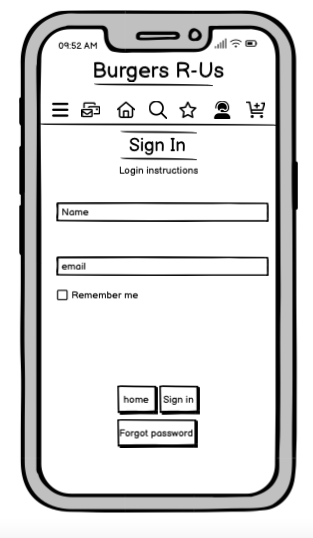 09:52 AM
Burgers R-Us
Sign In
Login instructions
Name
email
Remember me
home Sign in
Forgot password